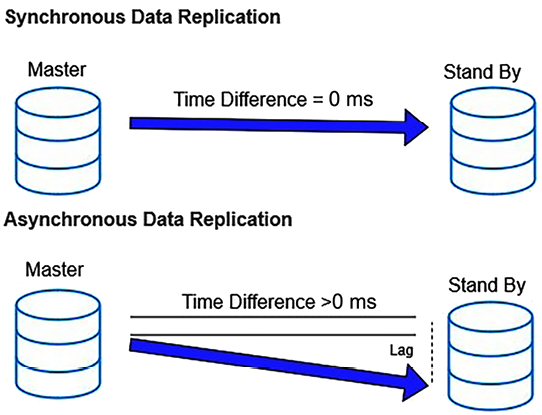 Synchronous Data Replication
Master
Stand By
Time Difference = 0 ms
Asynchronous Data Replication
Master
Stand By
Time Difference >0 ms
Lag